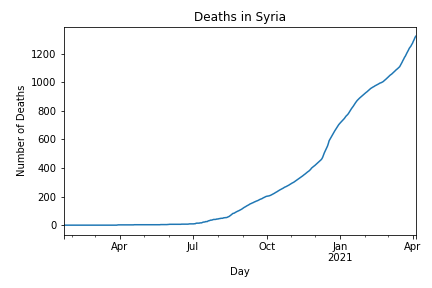 Deaths in Syria
Number of Deaths
1200
1000
800
600
400
200
0
Apr
Jul
Oct
Jan
2021
Apr
Day